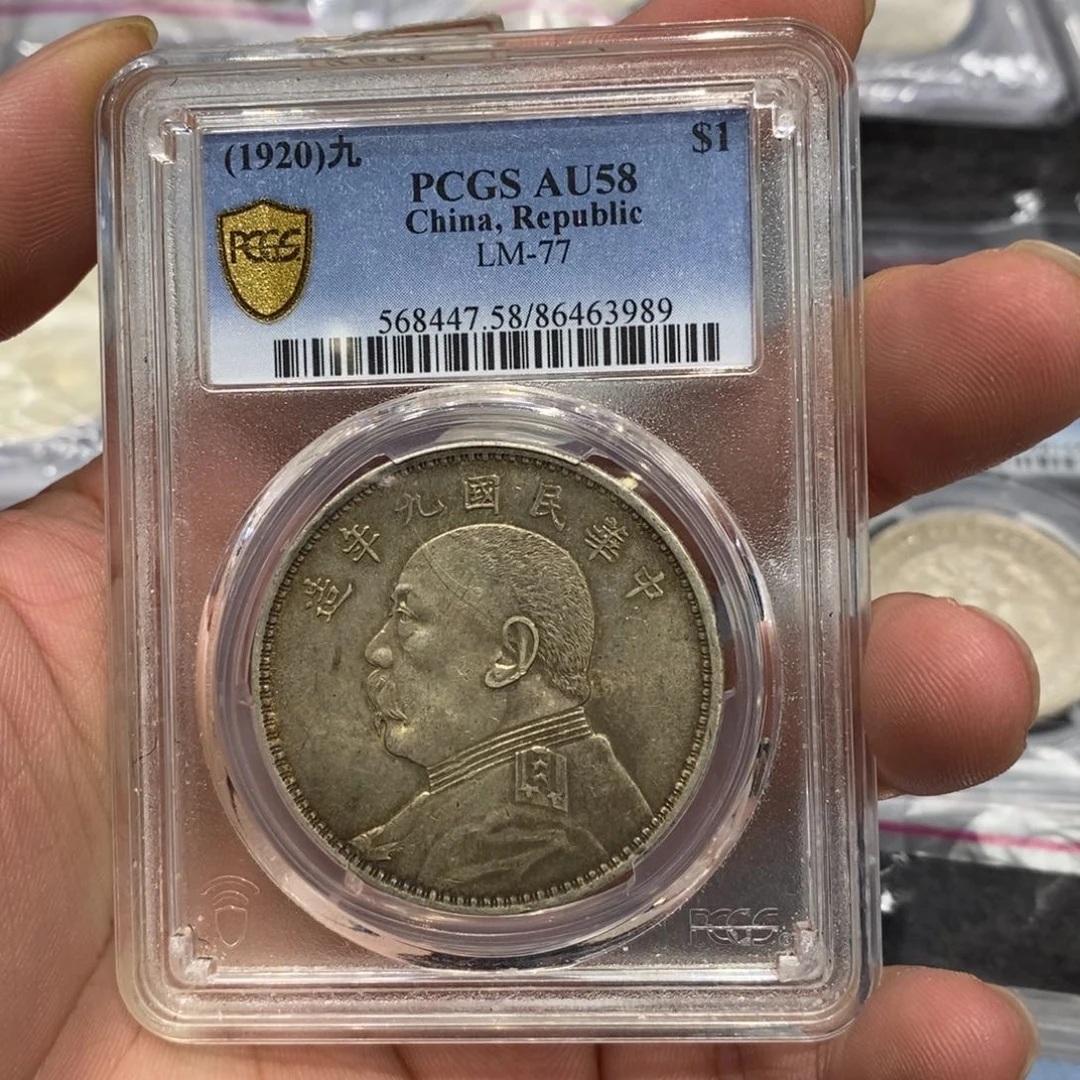 (1920)九
$1
PCGS AU58
China, Republic
LM-77
PCGS
568447.58/86463989
造年九國民華中
PCGS